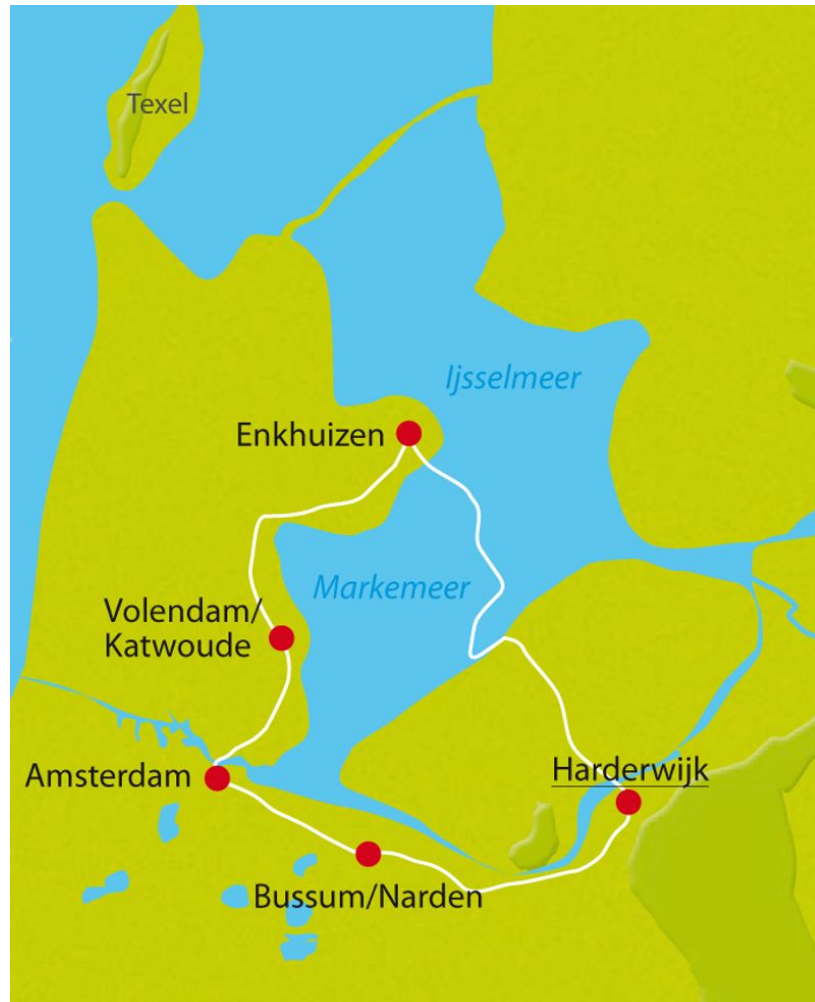 Texel
Ijsselmeer
Enkhuizen
Markemeer
Volendam/
Katwoude
Amsterdam
Harderwijk
Bussum/Narden